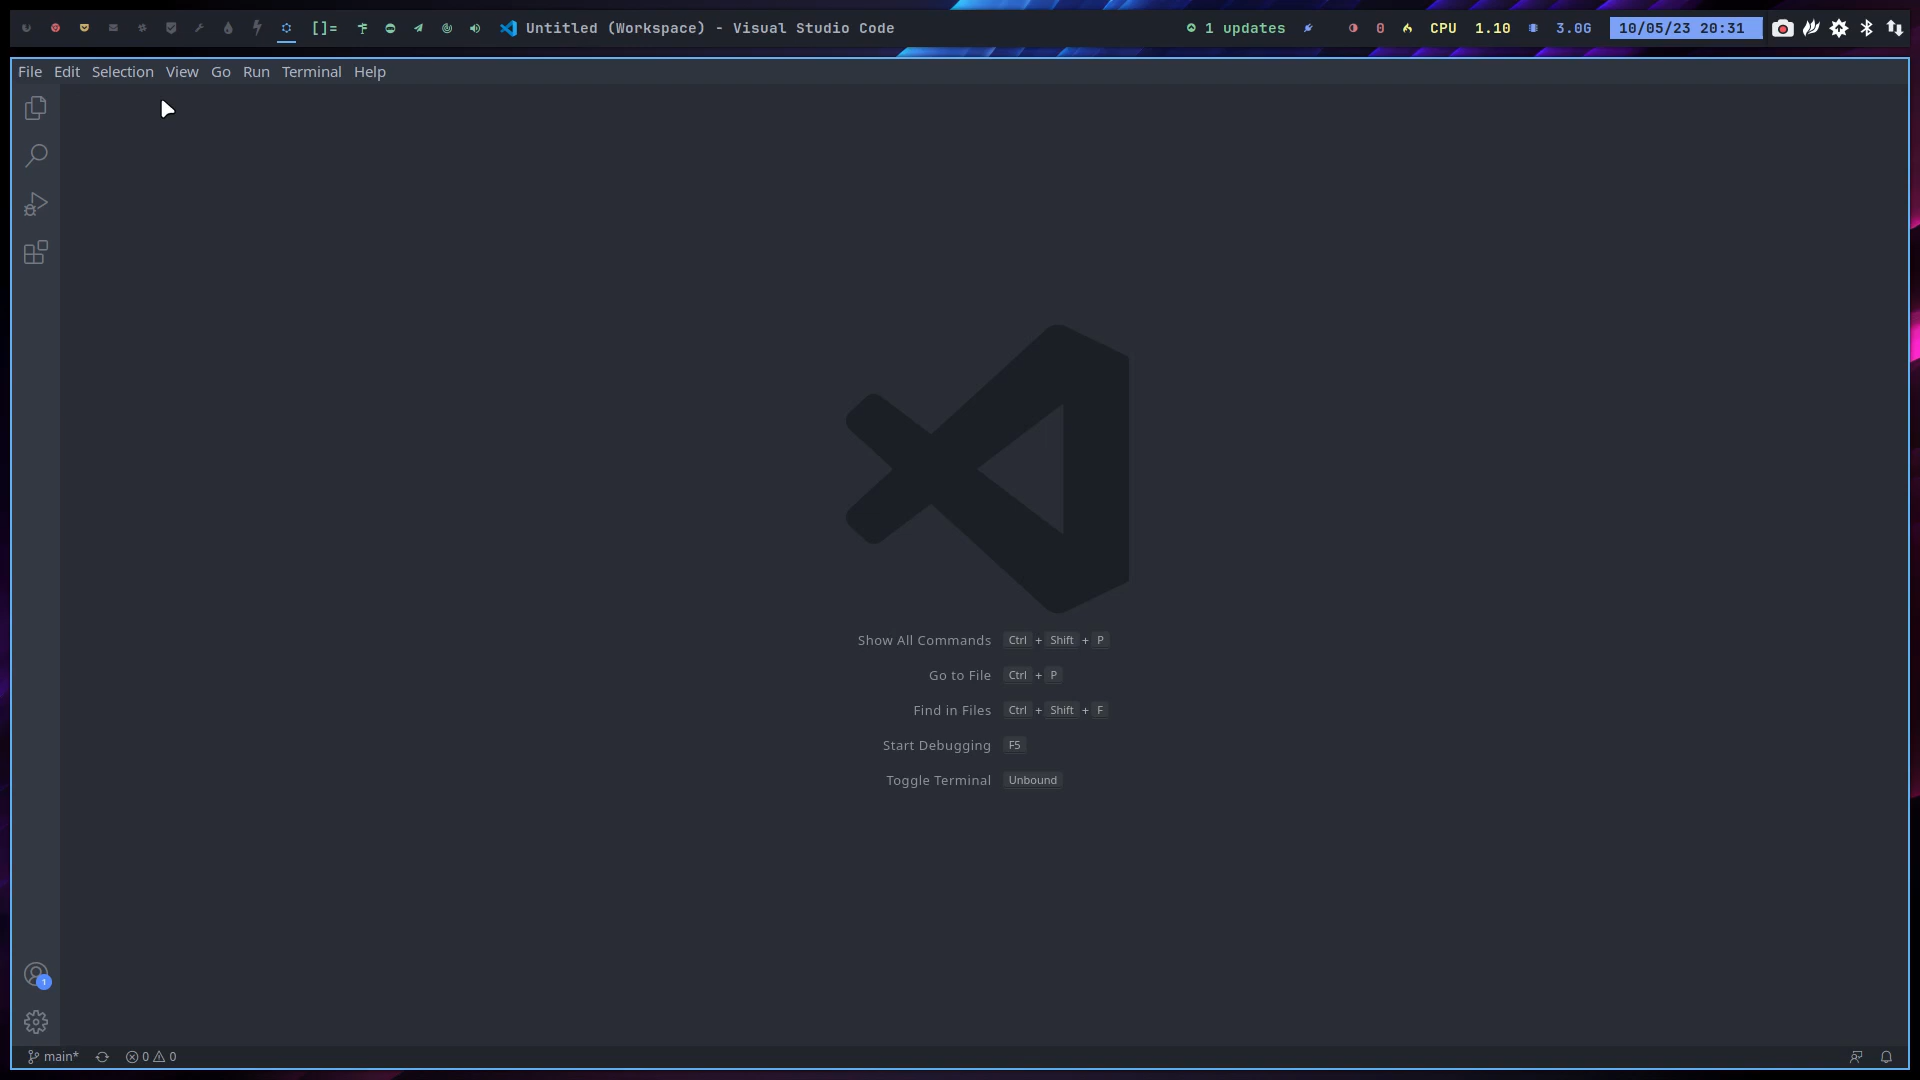 []= Untitled (Workspace) - Visual Studio Code 1 updates 0 CPU 1.10 3.0G 10/05/23 20:31
File Edit Selection View Go Run Terminal Help
Show All Commands Ctrl + Shift + P
Go to File Ctrl + P
Find in Files Ctrl + Shift + F
Start Debugging F5
Toggle Terminal Unbound
1
main* 0 0